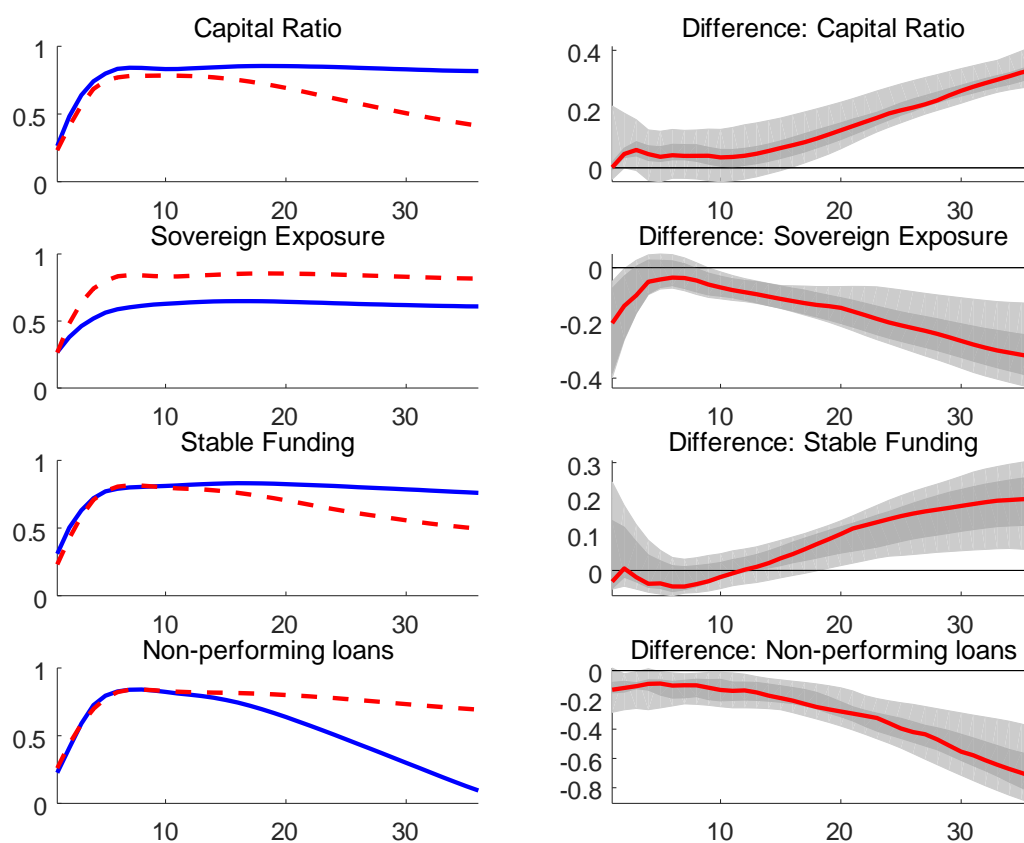 Capital Ratio
1
0.5
0
10 20 30
Difference: Capital Ratio
0.4
0.2
0
10 20 30
Sovereign Exposure
1
0.5
0
10 20 30
Difference: Sovereign Exposure
0
-0.2
-0.4
10 20 30
Stable Funding
1
0.5
0
10 20 30
Difference: Stable Funding
0.3
0.2
0.1
0
10 20 30
Non-performing loans
1
0.5
0
10 20 30
Difference: Non-performing loans
0
-0.2
-0.4
-0.6
-0.8
10 20 30